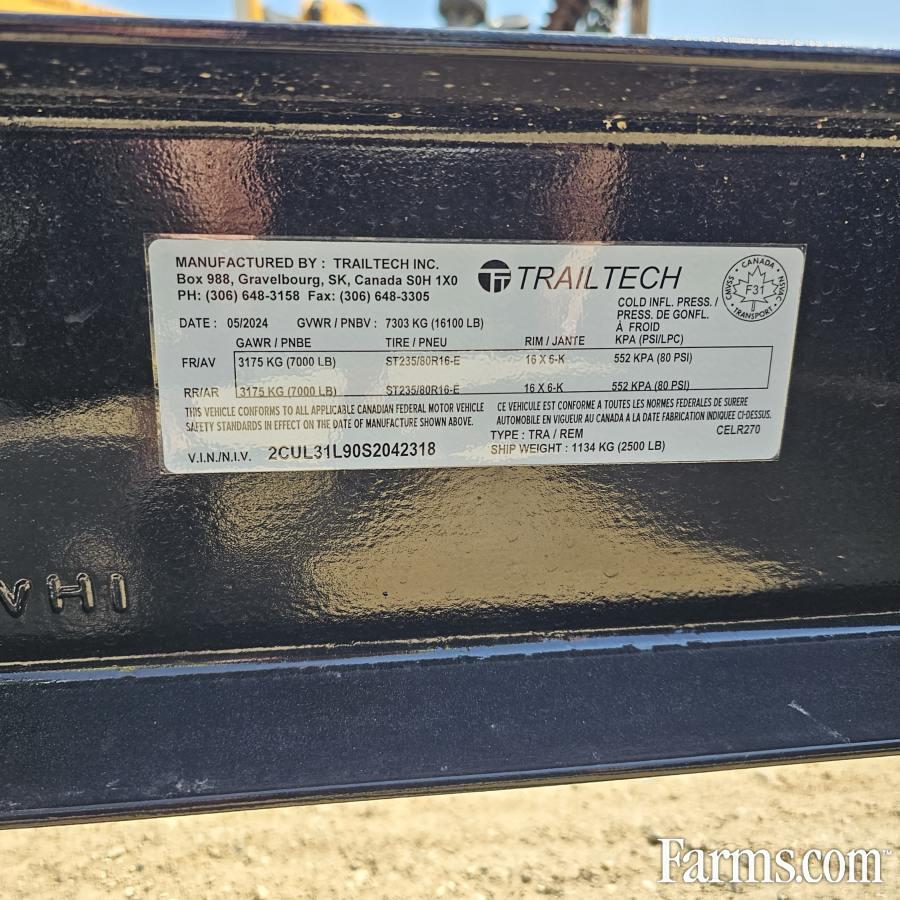 MANUFACTURED BY : TRAILTECH INC.
Box 988, Gravelbourg, SK, Canada S0H 1X0
PH: (306) 648-3158 Fax: (306) 648-3305
TT TRAILTECH
CANADA
CMVSS NSVAC
F31
TRANSPORT
COLD INFL. PRESS. /
PRESS. DE GONFL.
À FROID
DATE : 05/2024 GVWR / PNBV : 7303 KG (16100 LB)
GAWR / PNBE TIRE / PNEU RIM / JANTE KPA (PSI/LPC)
FR/AV 3175 KG (7000 LB) ST235/80R16-E 16 X 6-K 552 KPA (80 PSI)
RR/AR 3175 KG (7000 LB) ST235/80R16-E 16 X 6-K 552 KPA (80 PSI)
THIS VEHICLE CONFORMS TO ALL APPLICABLE CANADIAN FEDERAL MOTOR VEHICLE
SAFETY STANDARDS IN EFFECT ON THE DATE OF MANUFACTURE SHOWN ABOVE.
CE VEHICULE EST CONFORME A TOUTES LES NORMES FEDERALES DE SURERE
AUTOMOBILE EN VIGUEUR AU CANADA A LA DATE FABRICATION INDIQUEE CI-DESSUS.
TYPE : TRA / REM CELR270
V.I.N./N.I.V. 2CUL31L90S2042318 SHIP WEIGHT : 1134 KG (2500 LB)
VHI
Farms.com™